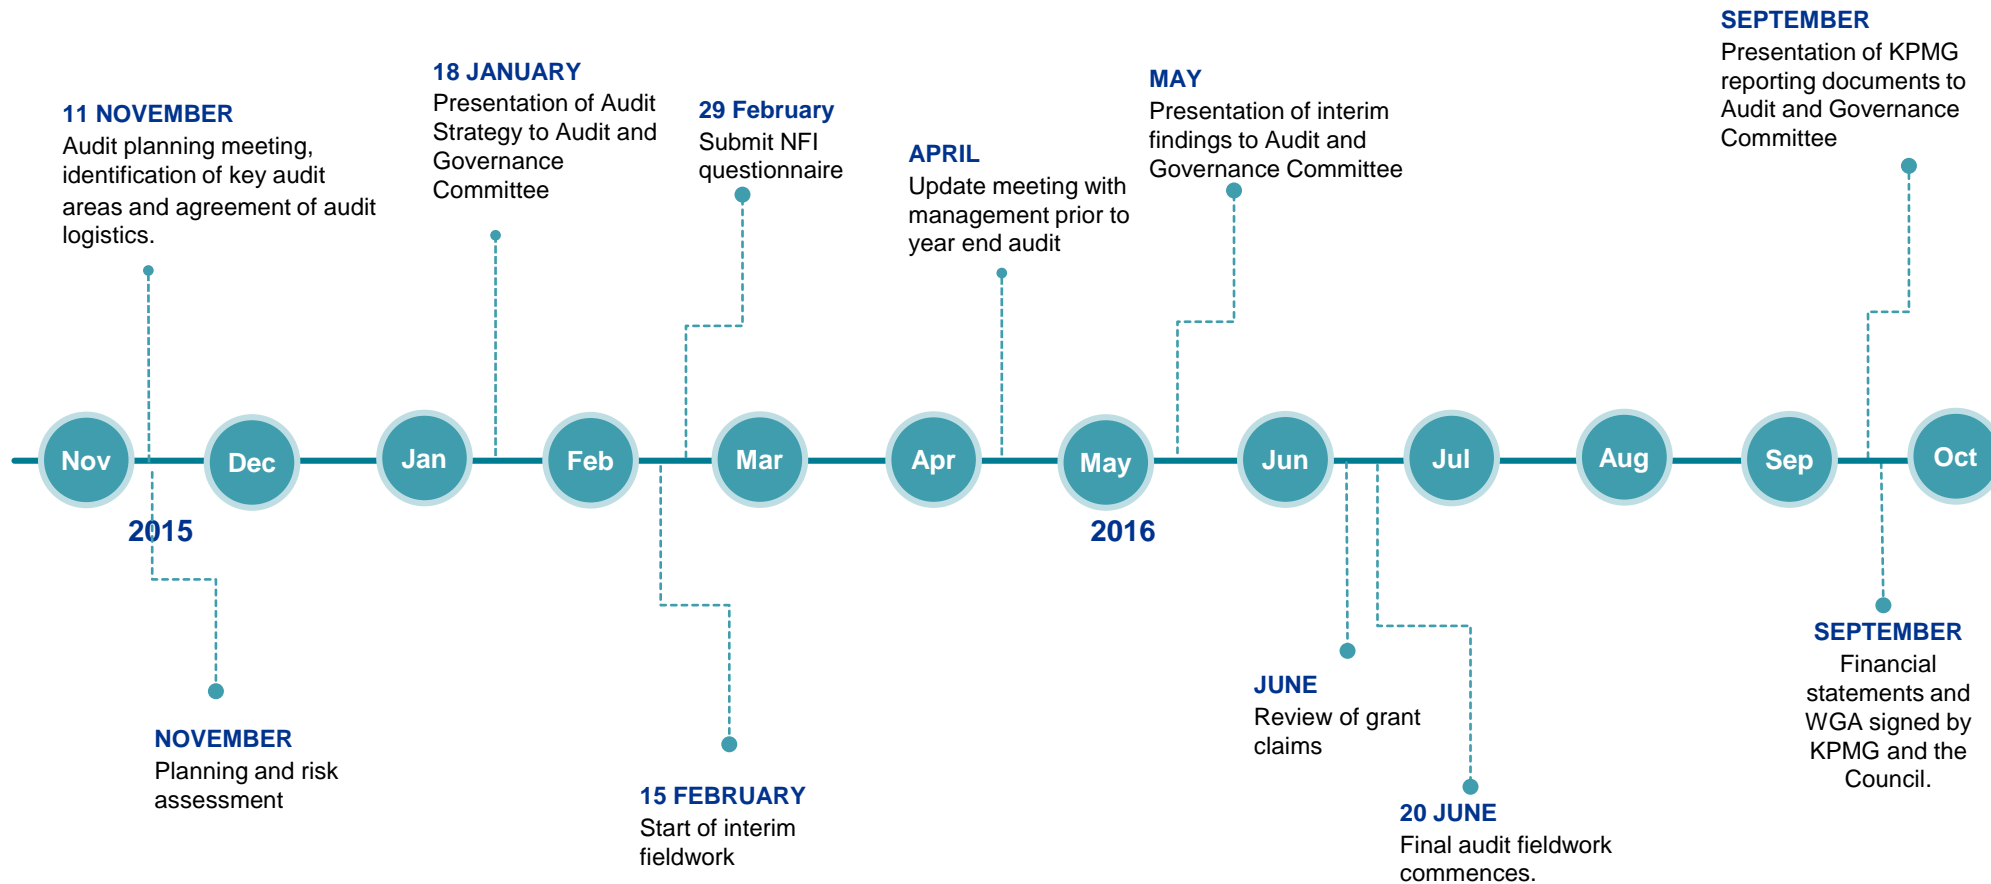 11 NOVEMBER
Audit planning meeting,
identification of key audit
areas and agreement of audit
logistics.
18 JANUARY
Presentation of Audit
Strategy to Audit and
Governance
Committee
29 February
Submit NFI
questionnaire
APRIL
Update meeting with
management prior to
year end audit
MAY
Presentation of interim
findings to Audit and
Governance Committee
SEPTEMBER
Presentation of KPMG
reporting documents to
Audit and Governance
Committee
Nov
Dec
Jan
Feb
Mar
Apr
May
Jun
Jul
Aug
Sep
Oct
2015
2016
NOVEMBER
Planning and risk
assessment
15 FEBRUARY
Start of interim
fieldwork
JUNE
Review of grant
claims
20 JUNE
Final audit fieldwork
commences.
SEPTEMBER
Financial
statements and
WGA signed by
KPMG and the
Council.